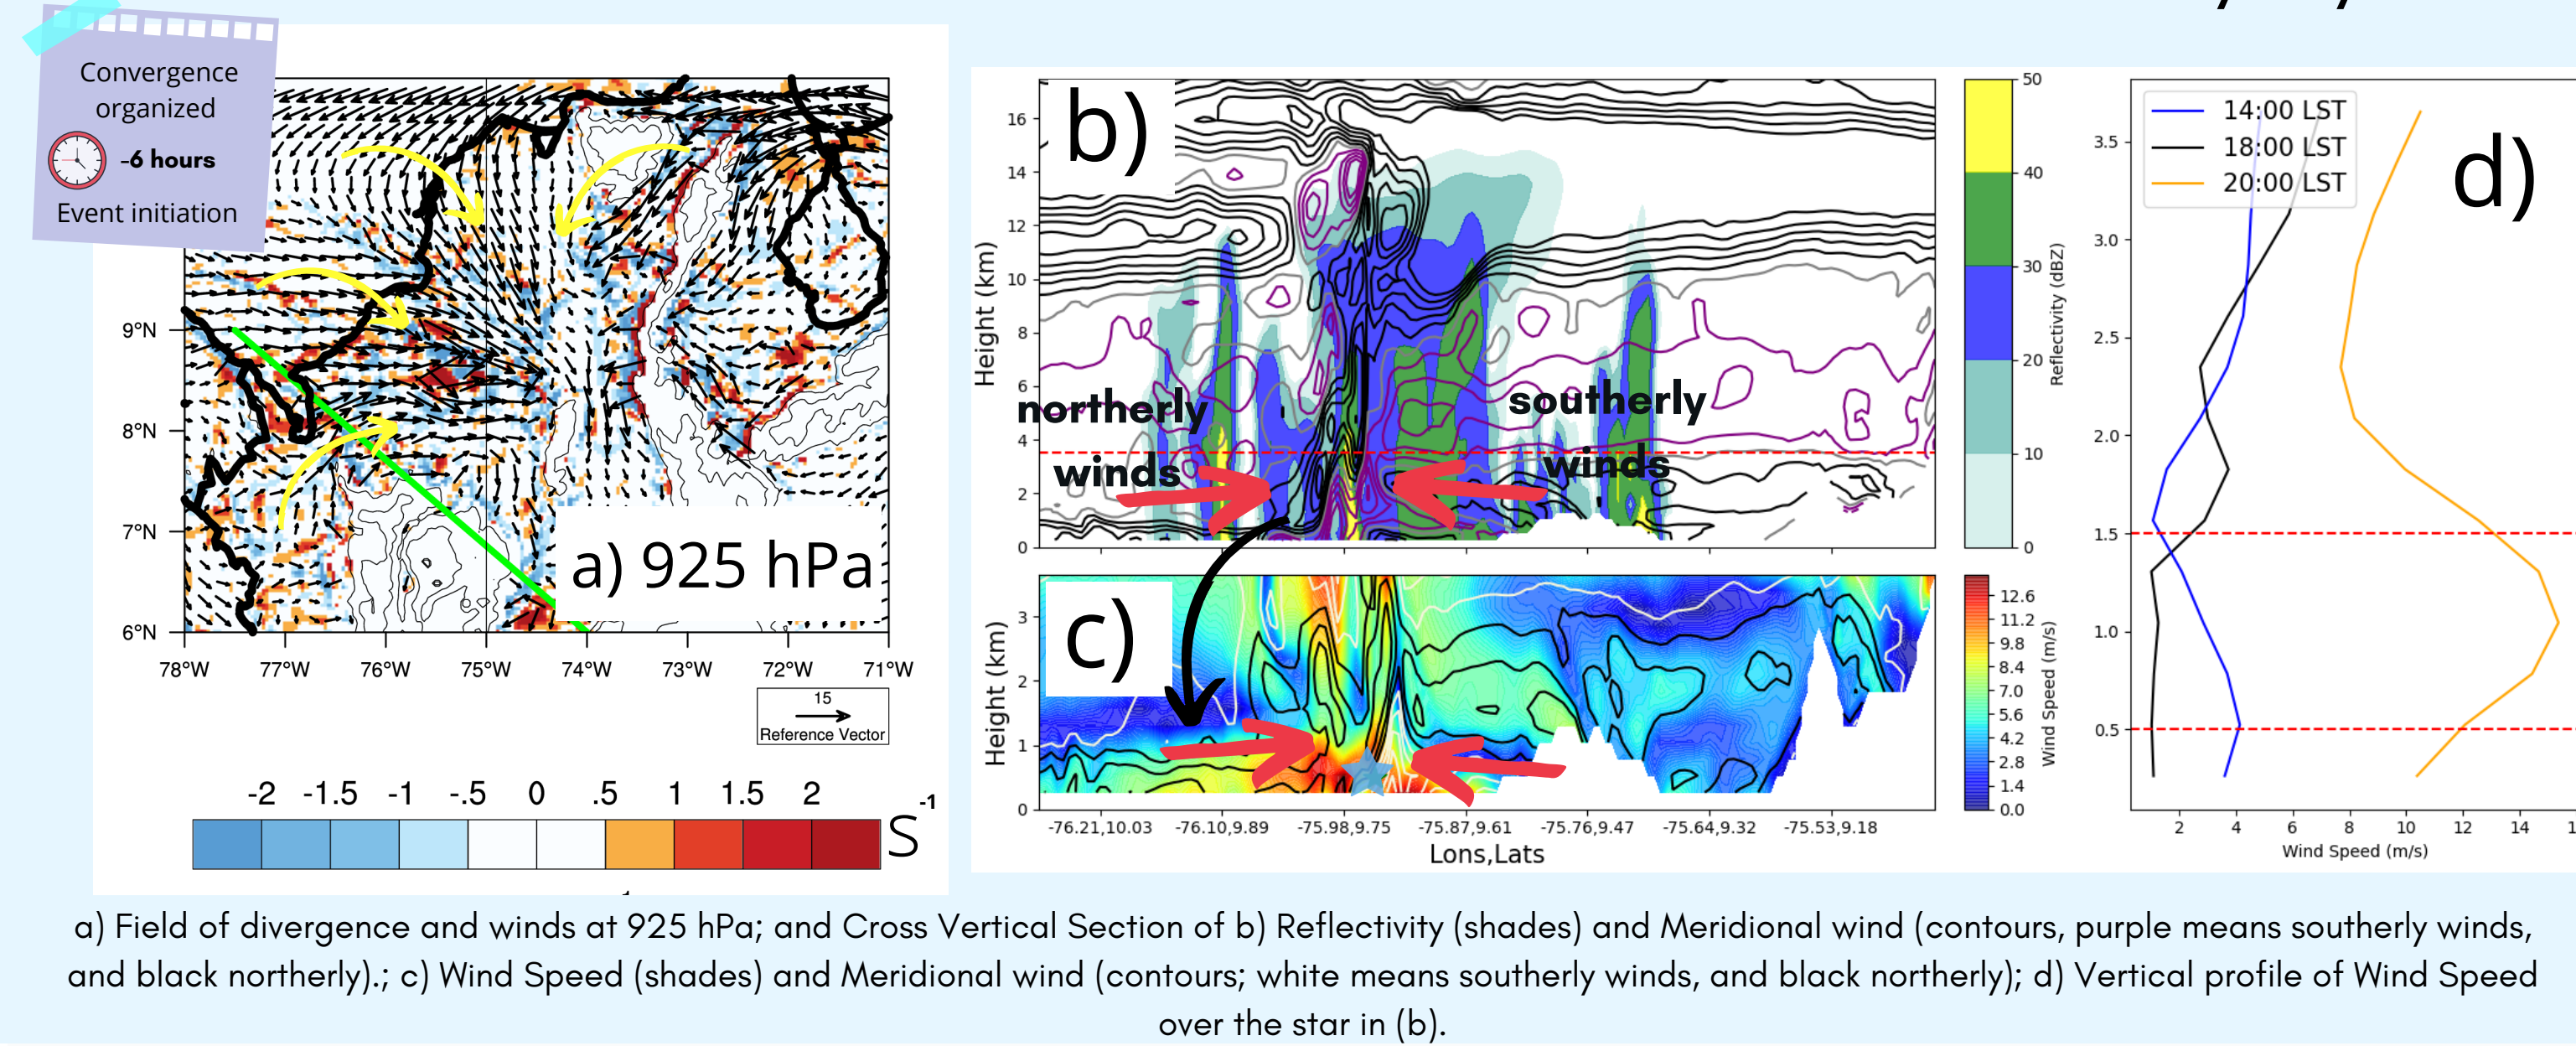 Convergence
organized
-6 hours
Event initiation
9°N
8°N
7°N
6°N
78°W 77°W 76°W 75°W 74°W 73°W 72°W 71°W
a) 925 hPa
15
Reference Vector
-2 -1.5 -1 -.5 0 .5 1 1.5 2
S-1
b)
Height (km)
16
14
12
10
8
6
4
2
0
northerly
winds
southerly
winds
50
40
30
20
10
0
Reflectivity (dBZ)
c)
Height (km)
3
2
1
0
-76.21,10.03 -76.10,9.89 -75.98,9.75 -75.87,9.61 -75.76,9.47 -75.64,9.32 -75.53,9.18
Lons,Lats
12.6
11.2
9.8
8.4
7.0
5.6
4.2
2.8
1.4
0.0
Wind Speed (m/s)
14:00 LST
18:00 LST
20:00 LST
d)
3.5
3.0
2.5
2.0
1.5
1.0
0.5
2 4 6 8 10 12 14
Wind Speed (m/s)
a) Field of divergence and winds at 925 hPa; and Cross Vertical Section of b) Reflectivity (shades) and Meridional wind (contours, purple means southerly winds,
and black northerly).; c) Wind Speed (shades) and Meridional wind (contours; white means southerly winds, and black northerly); d) Vertical profile of Wind Speed
over the star in (b).